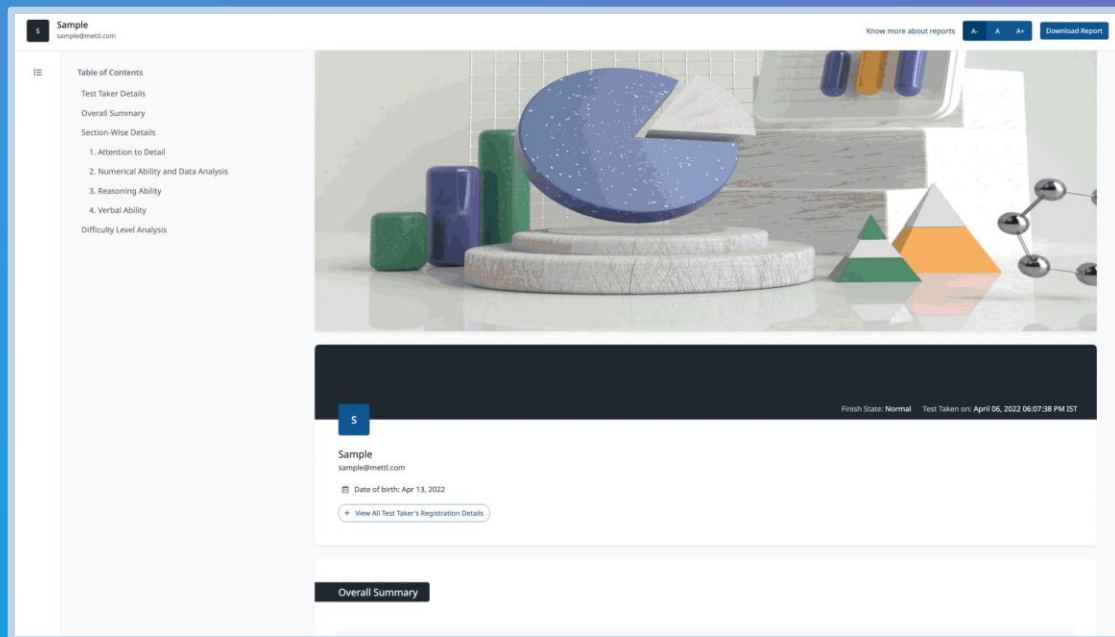 S
Sample
sample@mettl.com
Know more about reports
A-
A
A+
Download Report
Table of Contents
Test Taker Details
Overall Summary
Section-Wise Details
1. Attention to Detail
2. Numerical Ability and Data Analysis
3. Reasoning Ability
4. Verbal Ability
Difficulty Level Analysis
Finish State: Normal Test Taken on: April 06, 2022 06:07:38 PM IST
S
Sample
sample@mettl.com
Date of birth: Apr 13, 2022
+ View All Test Taker's Registration Details
Overall Summary